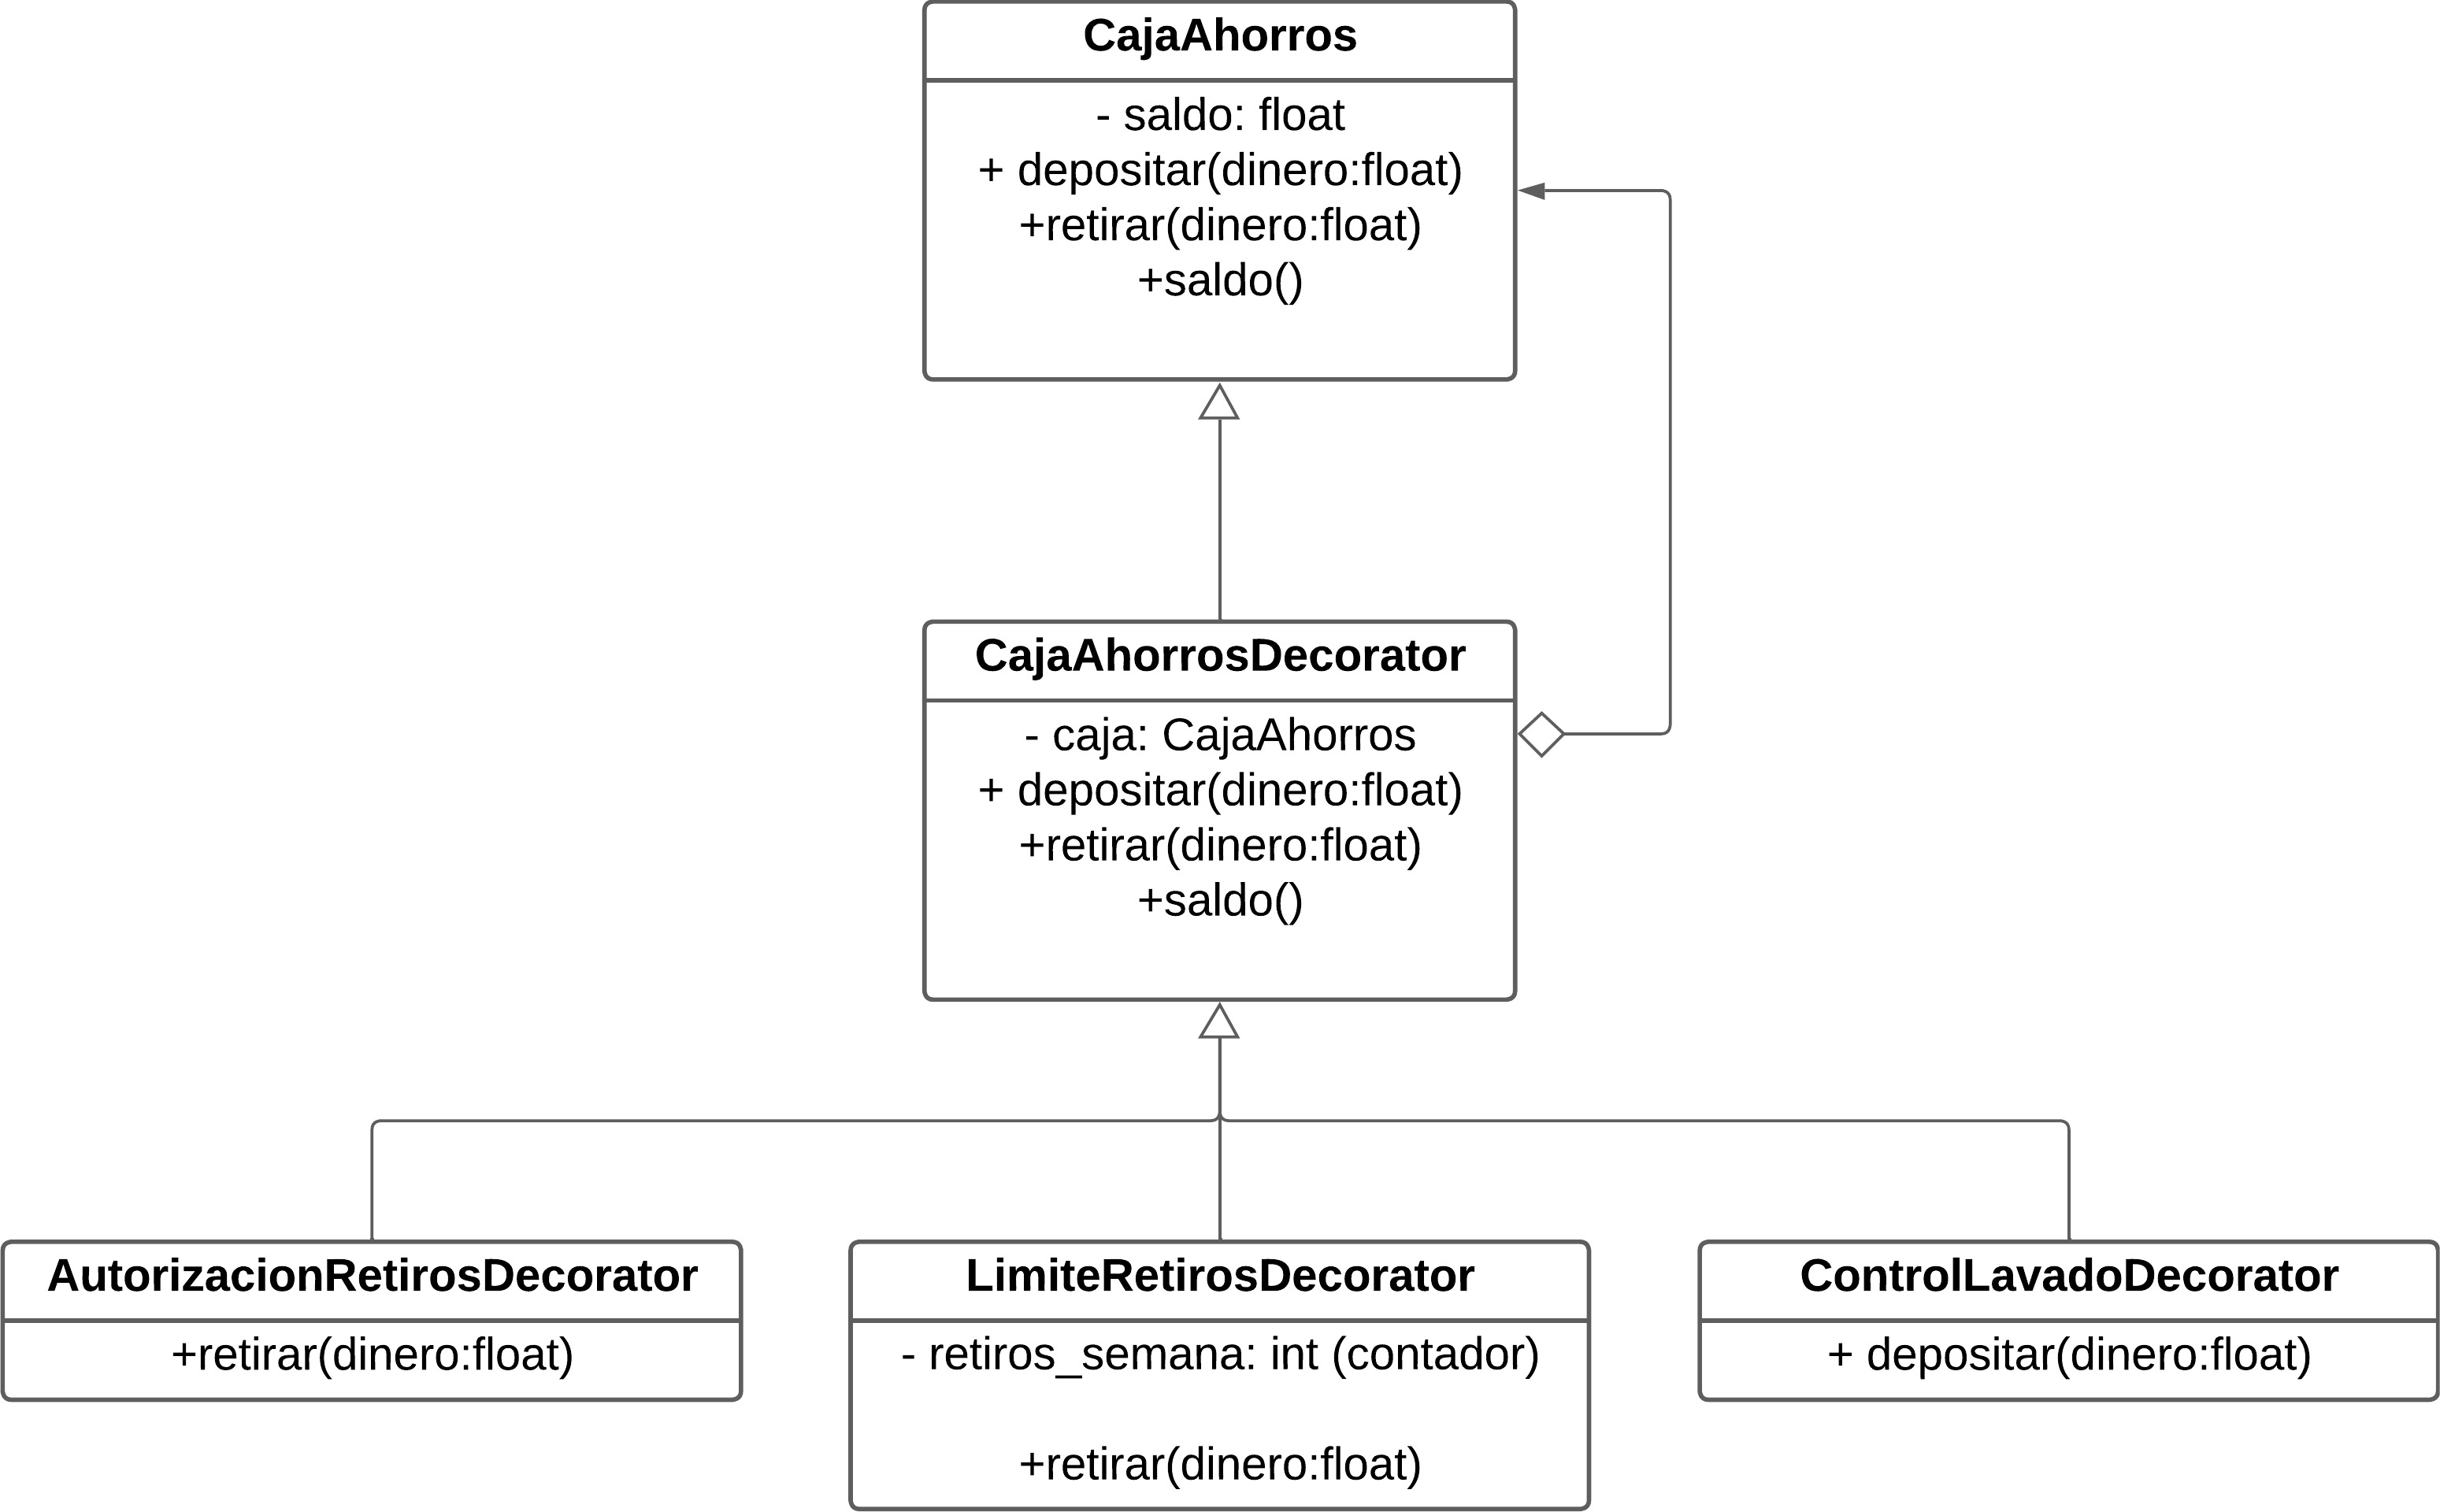 CajaAhorros
- saldo: float
+ depositar(dinero:float)
+retirar(dinero:float)
+saldo()
CajaAhorrosDecorator
- caja: CajaAhorros
+ depositar(dinero:float)
+retirar(dinero:float)
+saldo()
AutorizacionRetirosDecorator
+retirar(dinero:float)
LimiteRetirosDecorator
- retiros_semana: int (contador)
+retirar(dinero:float)
ControlLavadoDecorator
+ depositar(dinero:float)